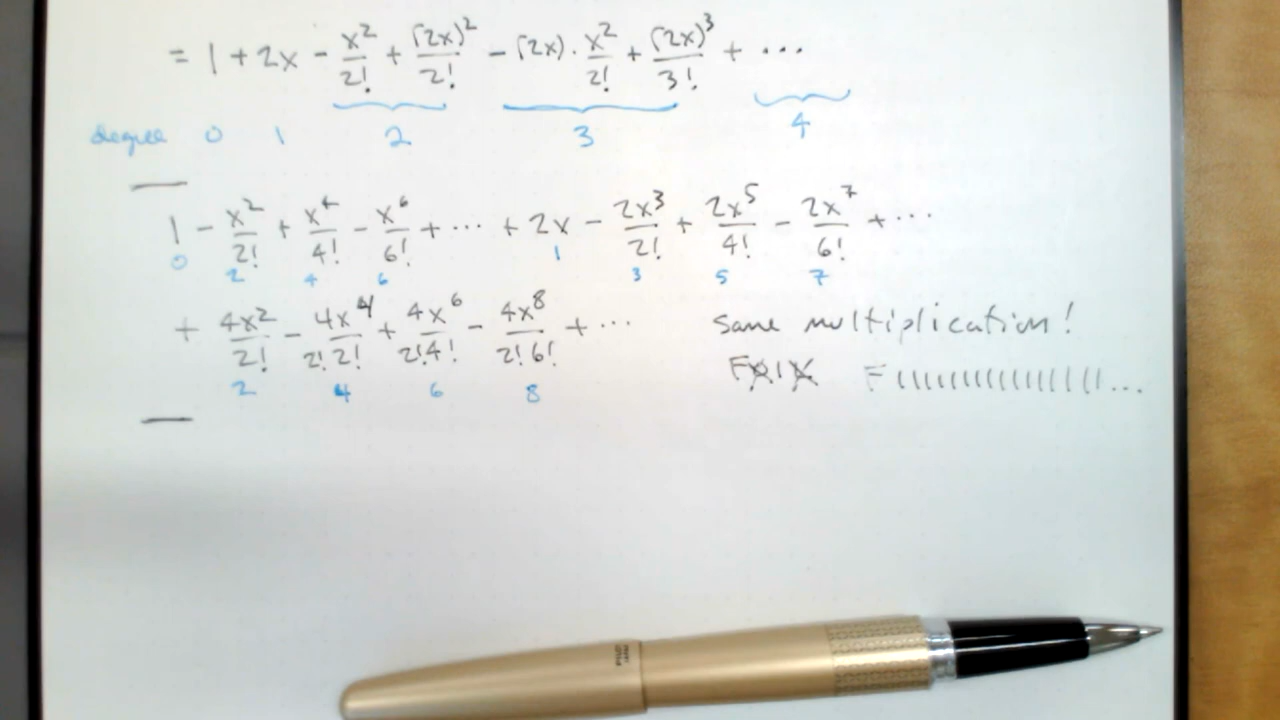 = 1 + 2x - x²/2! + (2x)²/2! - (2x) · x²/2! + (2x)³/3! + ...
degree 0 1 2 3 4
1 - x²/2! + x⁴/4! - x⁶/6! + ... + 2x - 2x³/2! + 2x⁵/4! - 2x⁷/6! + ...
0 2 4 6 1 3 5 7
+ 4x²/2! - 4x⁴/2!2! + 4x⁶/2!4! - 4x⁸/2!6! + ... same multiplication!
2 4 6 8